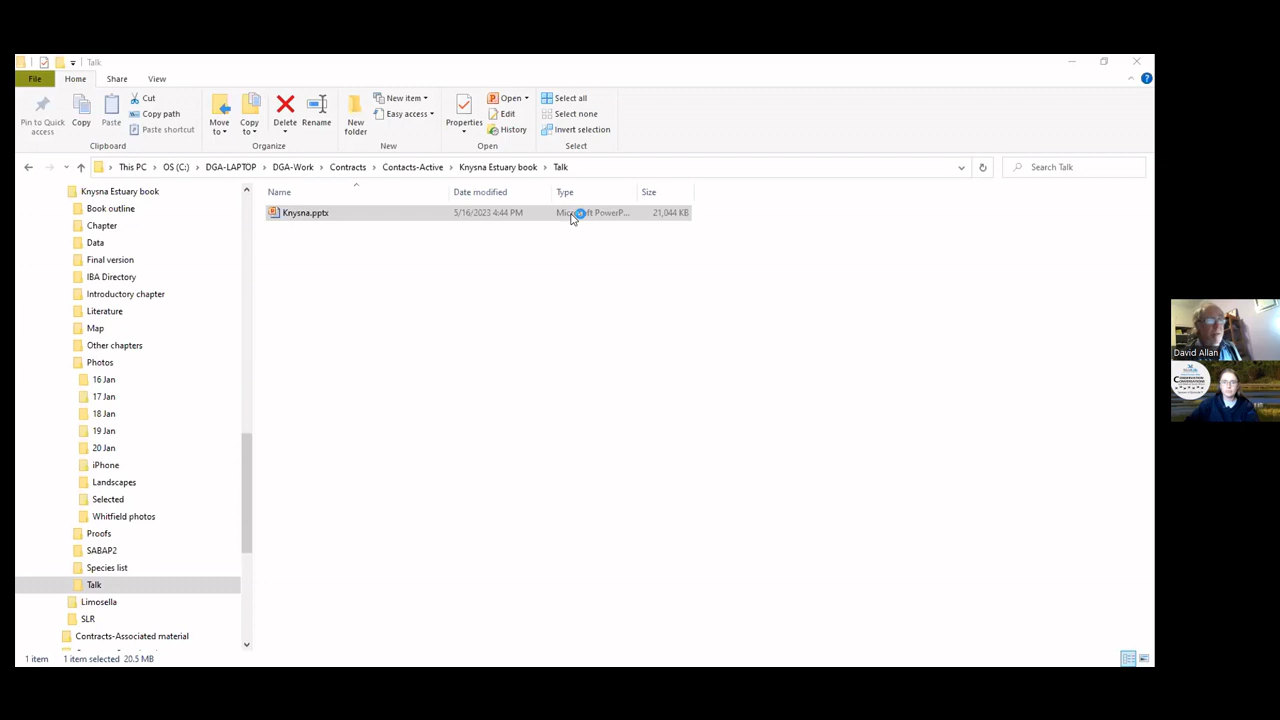 Talk
File Home Share View
Pin to Quick access
Copy
Paste
Cut
Copy path
Paste shortcut
Move to
Copy to
Delete
Rename
Organize
New folder
New item
Easy access
New
Properties
Open
Edit
History
Open
Select all
Select none
Invert selection
Select
This PC OS (C:) DGA-LAPTOP DGA-Work Contracts Contacts-Active Knysna Estuary book Talk
Search Talk
Name Date modified Type Size
Knysna.pptx 5/16/2023 4:44 PM Microsoft PowerP... 21,044 KB
Knysna Estuary book
Book outline
Chapter
Data
Final version
IBA Directory
Introductory chapter
Literature
Map
Other chapters
Photos
16 Jan
17 Jan
18 Jan
19 Jan
20 Jan
iPhone
Landscapes
Selected
Whitfield photos
Proofs
SABAP2
Species list
Talk
Limosella
SLR
Contracts-Associated material
1 item 1 item selected 20.5 MB
David Allan